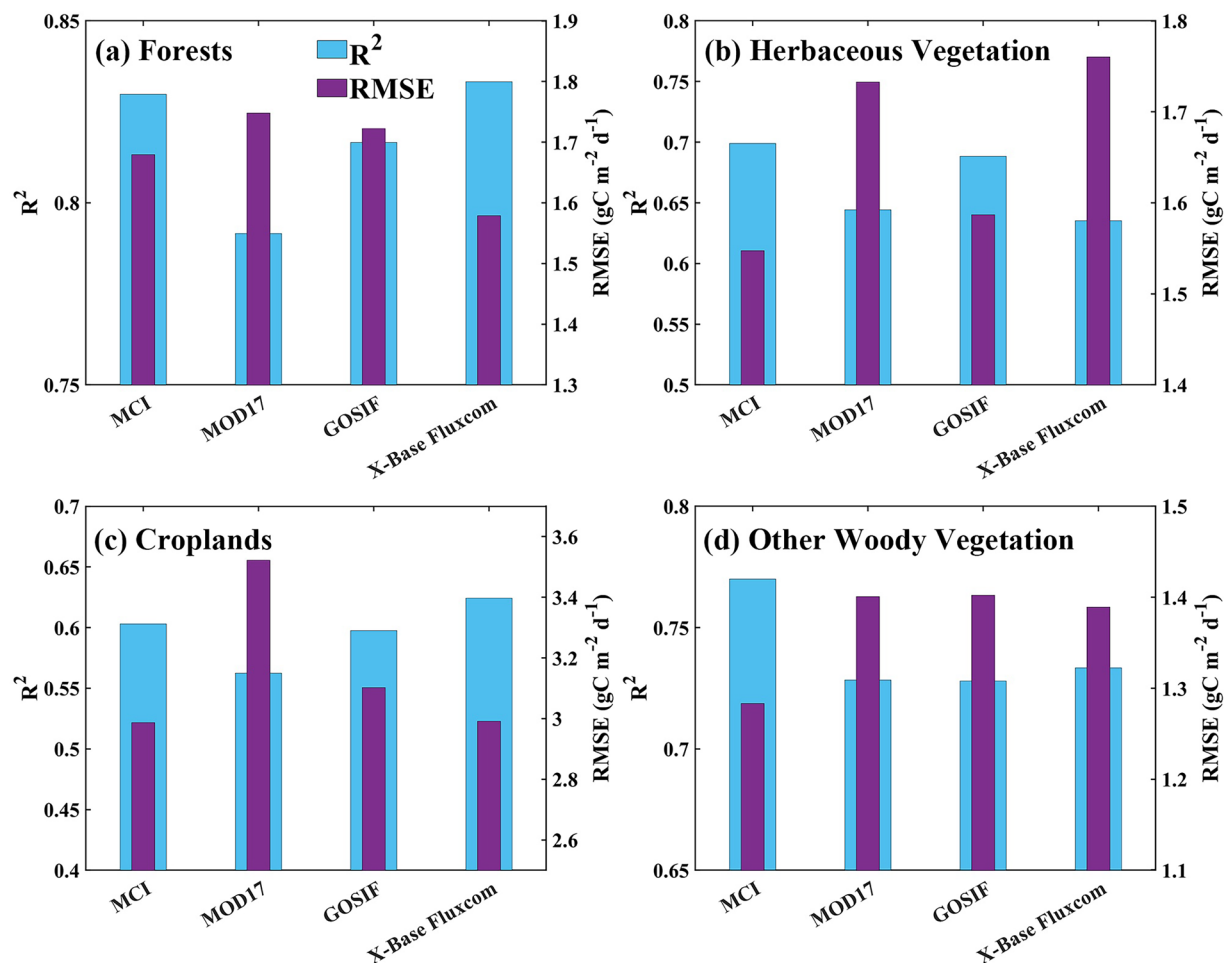 (a) Forests
R²
RMSE
0.85
0.8
0.75
R²
1.9
1.8
1.7
1.6
1.5
1.4
1.3
RMSE (gC m⁻² d⁻¹)
MCI
MOD17
GOSIF
X-Base Fluxcom
(b) Herbaceous Vegetation
0.8
0.75
0.7
0.65
0.6
0.55
0.5
R²
1.8
1.7
1.6
1.5
1.4
RMSE (gC m⁻² d⁻¹)
MCI
MOD17
GOSIF
X-Base Fluxcom
(c) Croplands
0.7
0.65
0.6
0.55
0.5
0.45
0.4
R²
3.6
3.4
3.2
3
2.8
2.6
RMSE (gC m⁻² d⁻¹)
MCI
MOD17
GOSIF
X-Base Fluxcom
(d) Other Woody Vegetation
0.8
0.75
0.7
0.65
R²
1.5
1.4
1.3
1.2
1.1
RMSE (gC m⁻² d⁻¹)
MCI
MOD17
GOSIF
X-Base Fluxcom